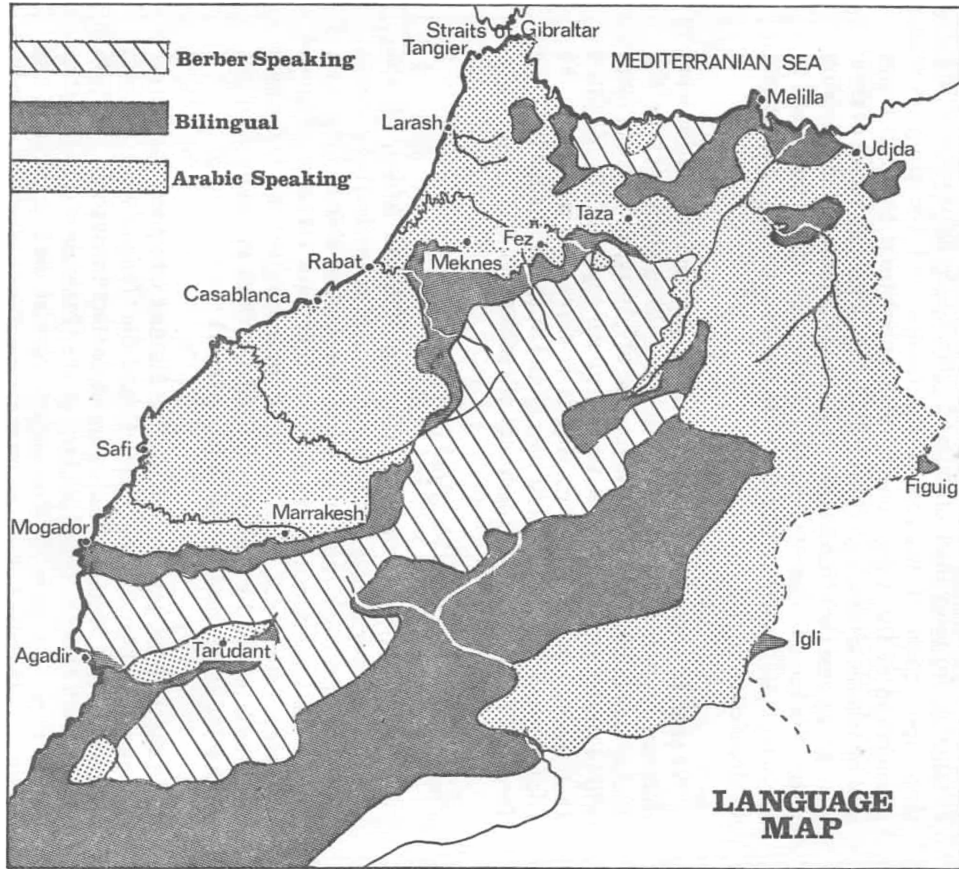 Straits of Gibraltar
Tangier
MEDITERRANIAN SEA
Berber Speaking
Melilla
Bilingual
Larash
Udjda
Arabic Speaking
Taza
Fez
Rabat
Meknes
Casablanca
Safi
Figuig
Marrakesh
Mogador
Igli
Agadir
Tarudant
LANGUAGE
MAP